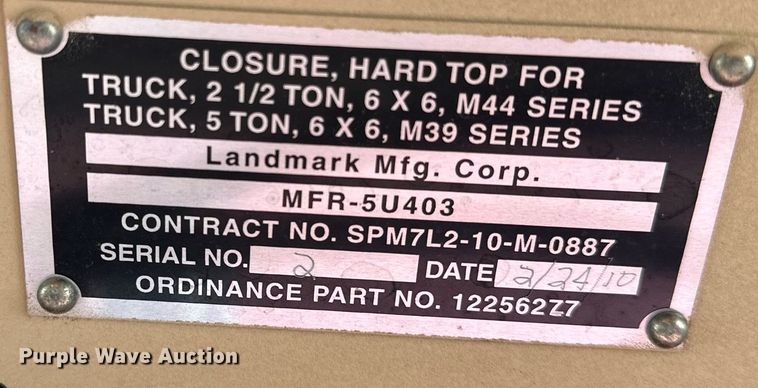 CLOSURE, HARD TOP FOR
TRUCK, 2 1/2 TON, 6 X 6, M44 SERIES
TRUCK, 5 TON, 6 X 6, M39 SERIES
Landmark Mfg. Corp.
MFR-5U403
CONTRACT NO. SPM7L2-10-M-0887
SERIAL NO. 2 DATE 2/24/10
ORDINANCE PART NO. 12256277
Purple Wave Auction